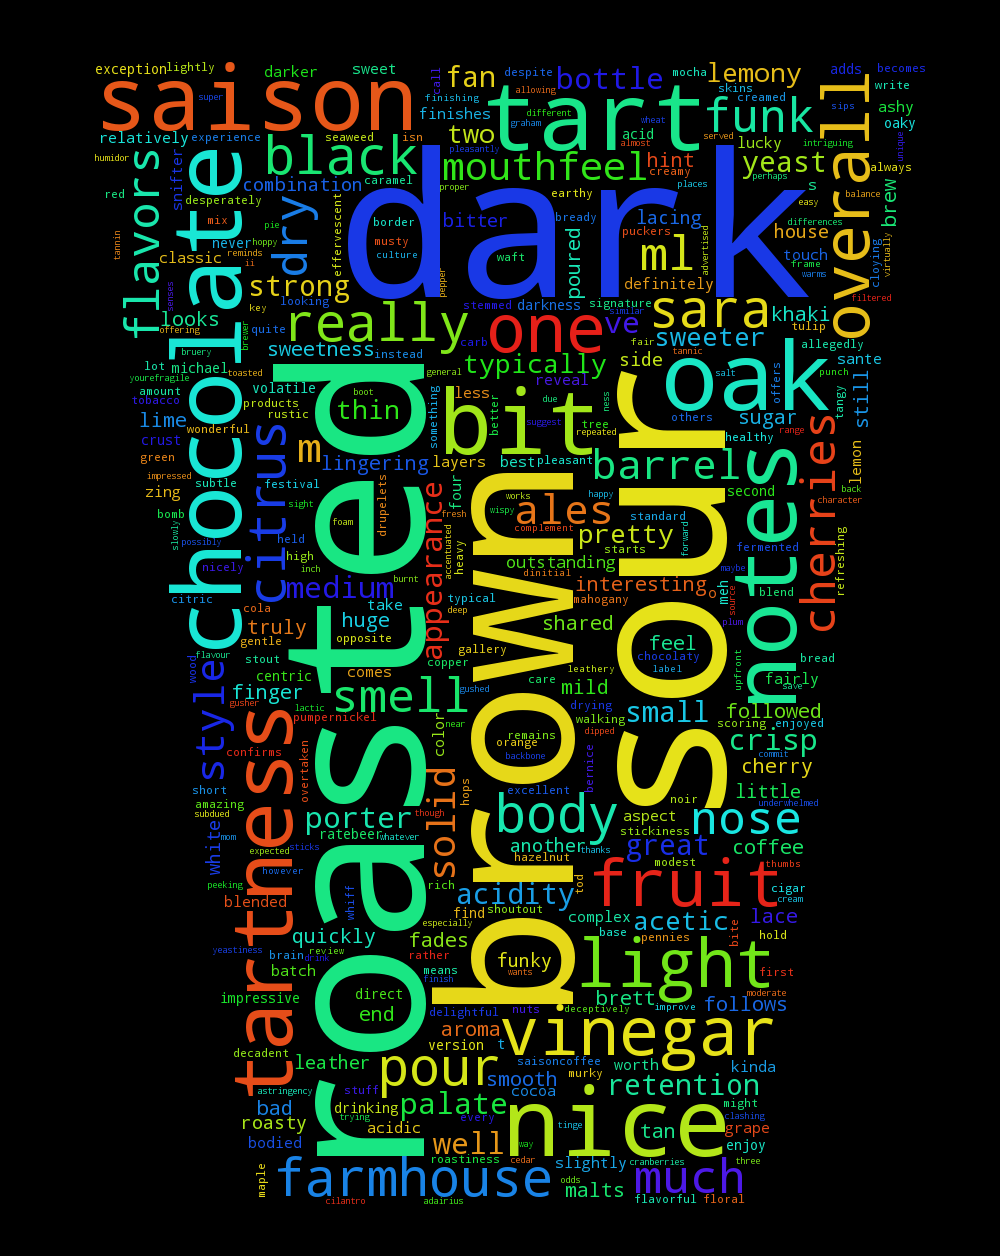 exception
lightly
darker
sweet
fan
despite
bottle
mocha
lemony
adds
becomes
saison
super
call
finishing
allowing
tart
skins
creamed
funk
overall
sips
write
ashy
oaky
relatively
experience
seaweed
isn
finishes
different
graham
wheat
served
almost
acid
lucky
intriguing
unique
humidor
flavors
snifter
chocolate
black
two
pleasantly
mouthfeel
hint
creamy
yeast
perhaps
always
red
desperately
combination
caramel
proper
dark
earthy
places
s
easy
balance
brew
tannin
mix
pie
dry
effervescent
border
bitter
bready
lacing
puckers
advertised
differences
house
classic
never
hoppy
reminds
ii
musty
culture
pepper
waft
poured
ml
touch
frame
warms
cloying
virtually
senses
strong
looking
stemmed
darkness
signature
definitely
similar
sara
khaki
tulip
filtered
looks
offering
key
quite
brewer
really
one
ve
fair
sweeter
allegedly
bruery
michael
sweetness
instead
carb
typically
side
tannic
oak
sante
lot
yourefragile
toasted
volatile
general
reveal
salt
offers
punch
still
amount
tobacco
products
boot
thin
less
bit
due
ness
others
sugar
tangy
lime
wonderful
rustic
something
better
suggest
tree
repeated
healthy
range
cherries
crust
citrus
m
lingering
layers
best
pleasant
barrel
notes
lemon
green
impressed
subtle
festival
drupelets
appearance
four
works
happy
second
back
character
zing
bomb
sight
foam
fresh
wispy
ales
standard
forward
slowly
possibly
held
roasted
accentuated
heavy
brown
complement
pretty
sour
fermented
refreshing
nicely
high
inch
burnt
outstanding
starts
maybe
citric
medium
dinitial
interesting
o
meh
source
blend
cola
take
typical
deep
mahogany
plum
truly
huge
shared
gentle
opposite
gallery
feel
bread
flavour
stout
comes
copper
leathery
chocolaty
label
upfront
wood
style
centric
finger
smell
gushed
care
mild
fairly
save
gusher
lactic
pumpernickel
near
drying
walking
small
followed
scoring
enjoyed
confirms
overtaken
color
remains
orange
backbone
dipped
crisp
commit
cherry
short
tartness
solid
hops
excellent
bernice
noir
little
underwhelmed
amazing
subdued
white
mom
porter
though
ratebeer
whatever
body
aspect
stickiness
nose
expected
sticks
another
thanks
great
coffee
peeking
however
hazelnut
modest
thumbs
blended
whiff
rich
acidity
tod
fruit
cigar
cream
find
shoutout
complex
acetic
lace
quickly
especially
base
pennies
bite
hold
yeastiness
review
fades
brain
drink
rather
funky
light
batch
means
wants
first
finish
direct
impressive
end
delightful
nuts
deceptively
brett
improve
moderate
follows
aroma
vinegar
decadent
version
t
leather
pour
saisoncoffee
murky
worth
kinda
astringency
stuff
smooth
cocoa
retention
bad
drinking
trying
palate
every
nice
might
clashing
roasty
acidic
tinge
tan
grape
bodied
well
way
enjoy
maple
roastiness
cedar
slightly
cranberries
three
farmhouse
odds
malts
much
cilantro
adairius
flavorful
floral